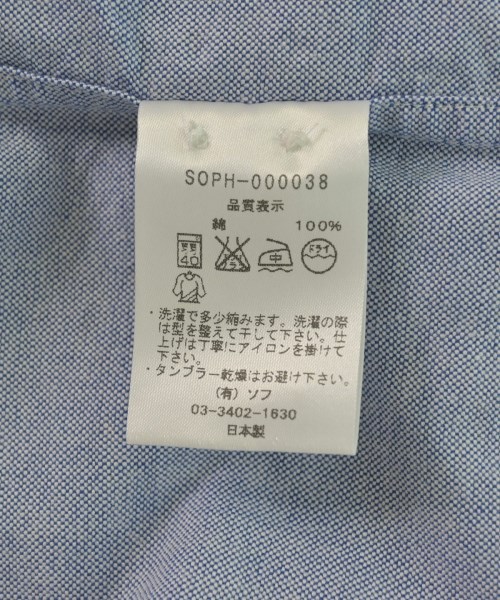 SOPH-000038
品質表示
綿 100%
40 中 ドライ
・洗濯で多少縮みます。洗濯の際
は型を整えて干して下さい。仕
上げは丁寧にアイロンを掛けて
下さい。
・タンブラー乾燥はお避け下さい。
(有) ソフ
03-3402-1630
日本製